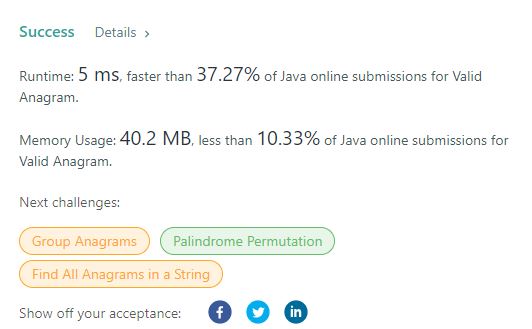 Success Details >
Runtime: 5 ms, faster than 37.27% of Java online submissions for Valid
Anagram.
Memory Usage: 40.2 MB, less than 10.33% of Java online submissions for
Valid Anagram.
Next challenges:
Group Anagrams Palindrome Permutation
Find All Anagrams in a String
Show off your acceptance: